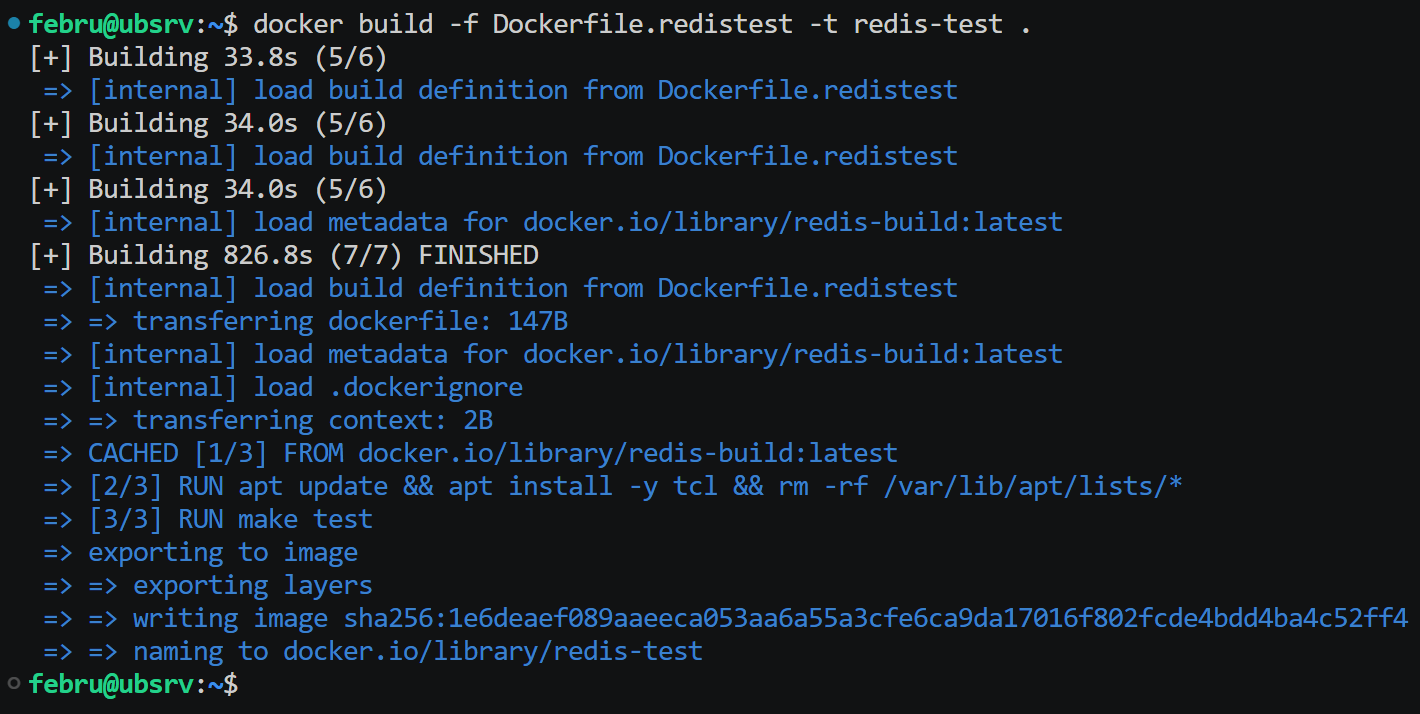 febru@ubsrv:~$ docker build -f Dockerfile.redistest -t redis-test .
[+] Building 33.8s (5/6)
=> [internal] load build definition from Dockerfile.redistest
[+] Building 34.0s (5/6)
=> [internal] load build definition from Dockerfile.redistest
[+] Building 34.0s (5/6)
=> [internal] load metadata for docker.io/library/redis-build:latest
[+] Building 826.8s (7/7) FINISHED
=> [internal] load build definition from Dockerfile.redistest
=> => transferring dockerfile: 147B
=> [internal] load metadata for docker.io/library/redis-build:latest
=> [internal] load .dockerignore
=> => transferring context: 2B
=> CACHED [1/3] FROM docker.io/library/redis-build:latest
=> [2/3] RUN apt update && apt install -y tcl && rm -rf /var/lib/apt/lists/*
=> [3/3] RUN make test
=> exporting to image
=> => exporting layers
=> => writing image sha256:1e6deaef089aaeeca053aa6a55a3cfe6ca9da17016f802fcde4bdd4ba4c52ff4
=> => naming to docker.io/library/redis-test
febru@ubsrv:~$